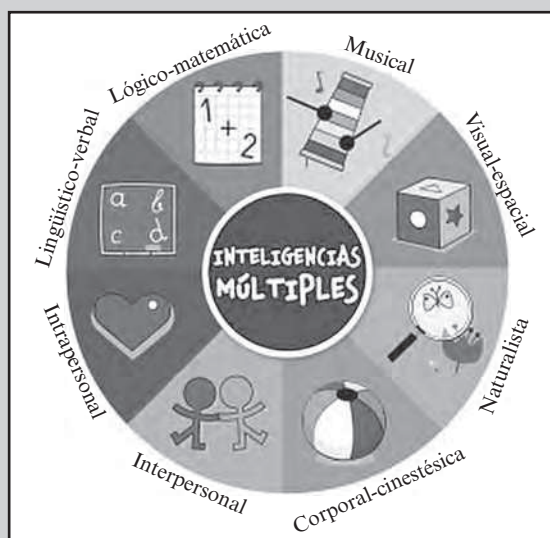 Lógico-matemática
Musical
Visual-espacial
Naturalista
Corporal-cinestésica
Interpersonal
Intrapersonal
Lingüístico-verbal
1
+
2
a b
c d
INTELIGENCIAS
MÚLTIPLES